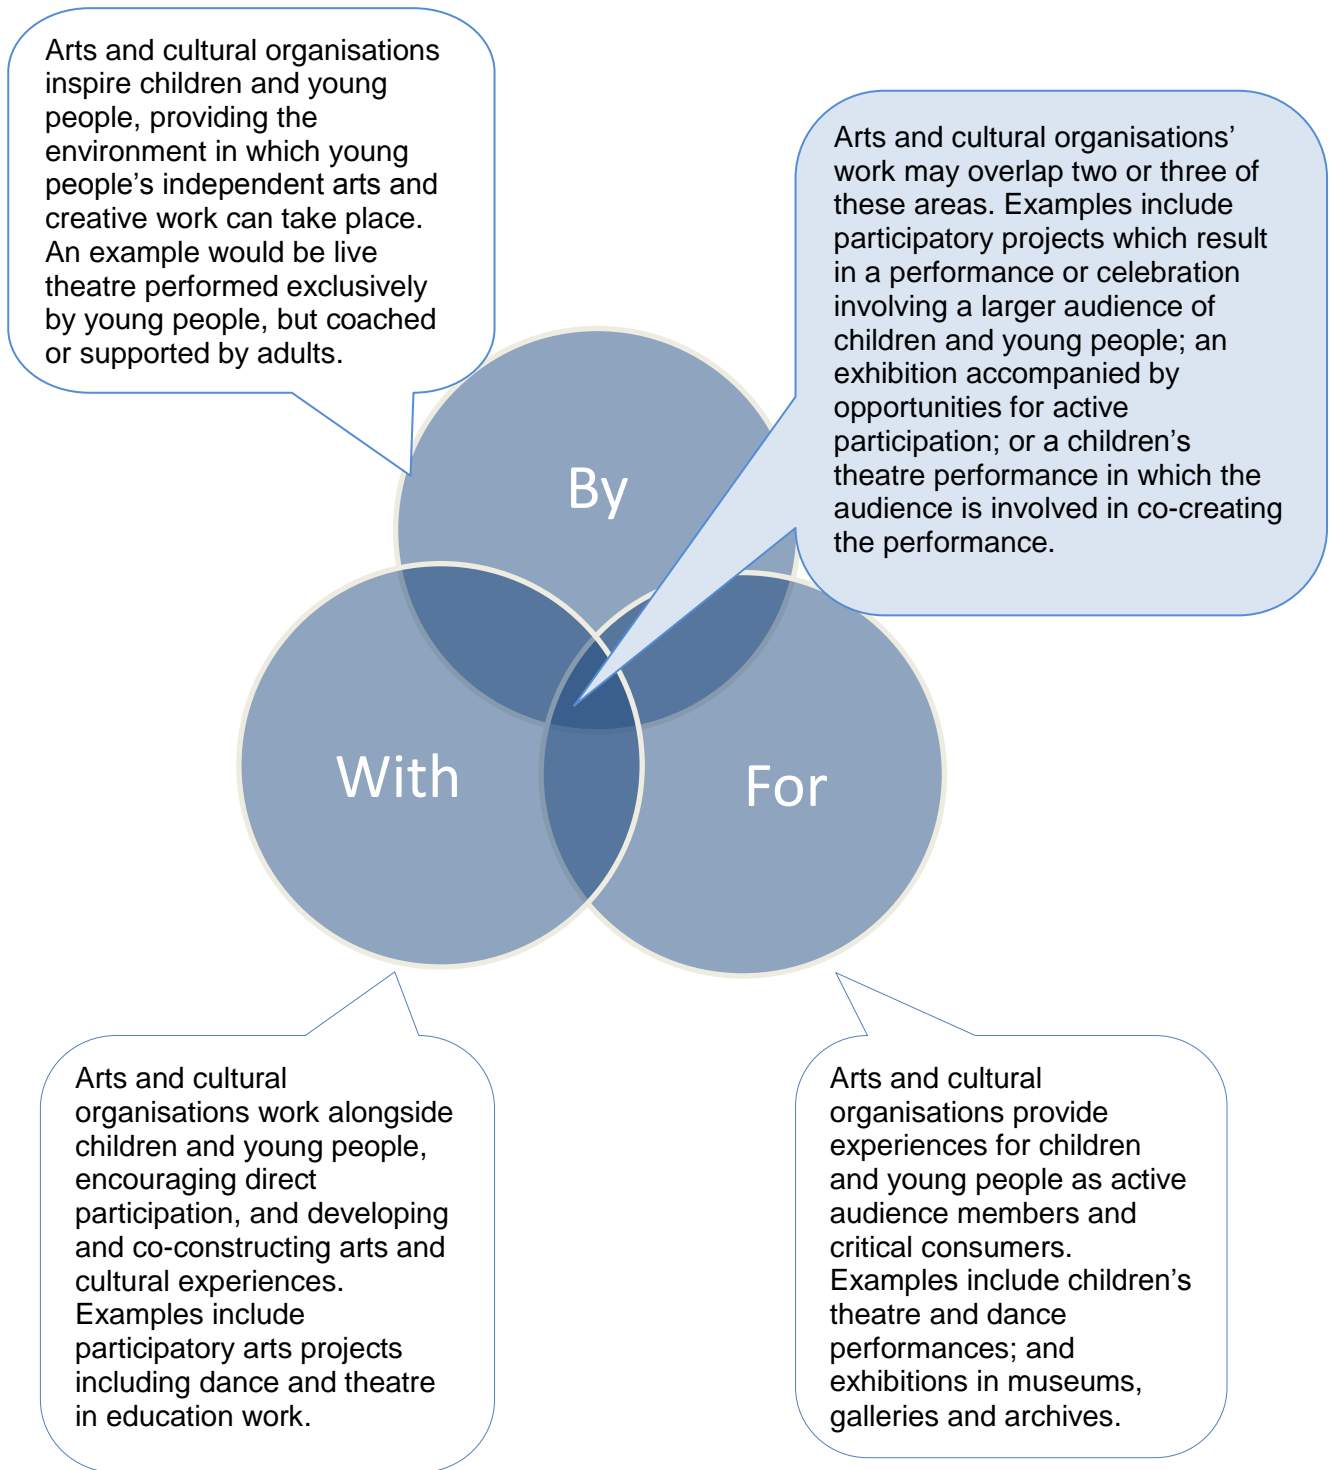 Arts and cultural organisations
inspire children and young
people, providing the
environment in which young
people’s independent arts and
creative work can take place.
An example would be live
theatre performed exclusively
by young people, but coached
or supported by adults.
Arts and cultural organisations’
work may overlap two or three of
these areas. Examples include
participatory projects which result
in a performance or celebration
involving a larger audience of
children and young people; an
exhibition accompanied by
opportunities for active
participation; or a children’s
theatre performance in which the
audience is involved in co-creating
the performance.
By
With
For
Arts and cultural
organisations work alongside
children and young people,
encouraging direct
participation, and developing
and co-constructing arts and
cultural experiences.
Examples include
participatory arts projects
including dance and theatre
in education work.
Arts and cultural
organisations provide
experiences for children
and young people as active
audience members and
critical consumers.
Examples include children’s
theatre and dance
performances; and
exhibitions in museums,
galleries and archives.